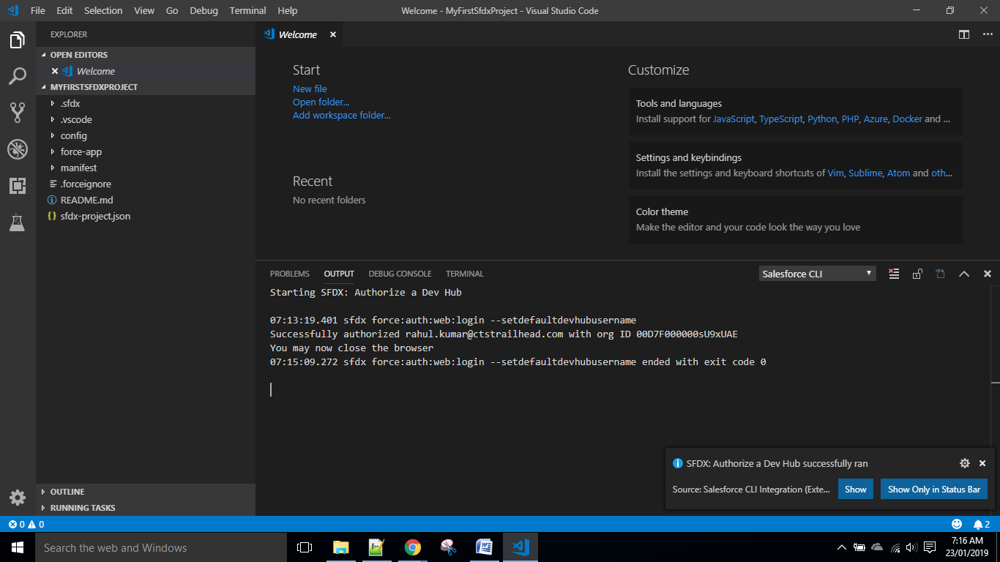 File Edit Selection View Go Debug Terminal Help
Welcome - MyFirstSfdxProject - Visual Studio Code
EXPLORER
OPEN EDITORS
Welcome
MYFIRSTSFDXPROJECT
.sfdx
.vscode
config
force-app
manifest
.forceignore
README.md
sfdx-project.json
OUTLINE
RUNNING TASKS
Welcome
Start
New file
Open folder...
Add workspace folder...
Recent
No recent folders
Customize
Tools and languages
Install support for JavaScript, TypeScript, Python, PHP, Azure, Docker and ...
Settings and keybindings
Install the settings and keyboard shortcuts of Vim, Sublime, Atom and oth...
Color theme
Make the editor and your code look the way you love
PROBLEMS OUTPUT DEBUG CONSOLE TERMINAL
Salesforce CLI
Starting SFDX: Authorize a Dev Hub
07:13:19.401 sfdx force:auth:web:login --setdefaultdevhubusername
Successfully authorized rahul.kumar@ctstrailhead.com with org ID 00D7F000000sU9xUAE
You may now close the browser
07:15:09.272 sfdx force:auth:web:login --setdefaultdevhubusername ended with exit code 0
SFDX: Authorize a Dev Hub successfully ran
Source: Salesforce CLI Integration (Exte...
Show
Show Only in Status Bar
0 0
2
Search the web and Windows
7:16 AM
23/01/2019